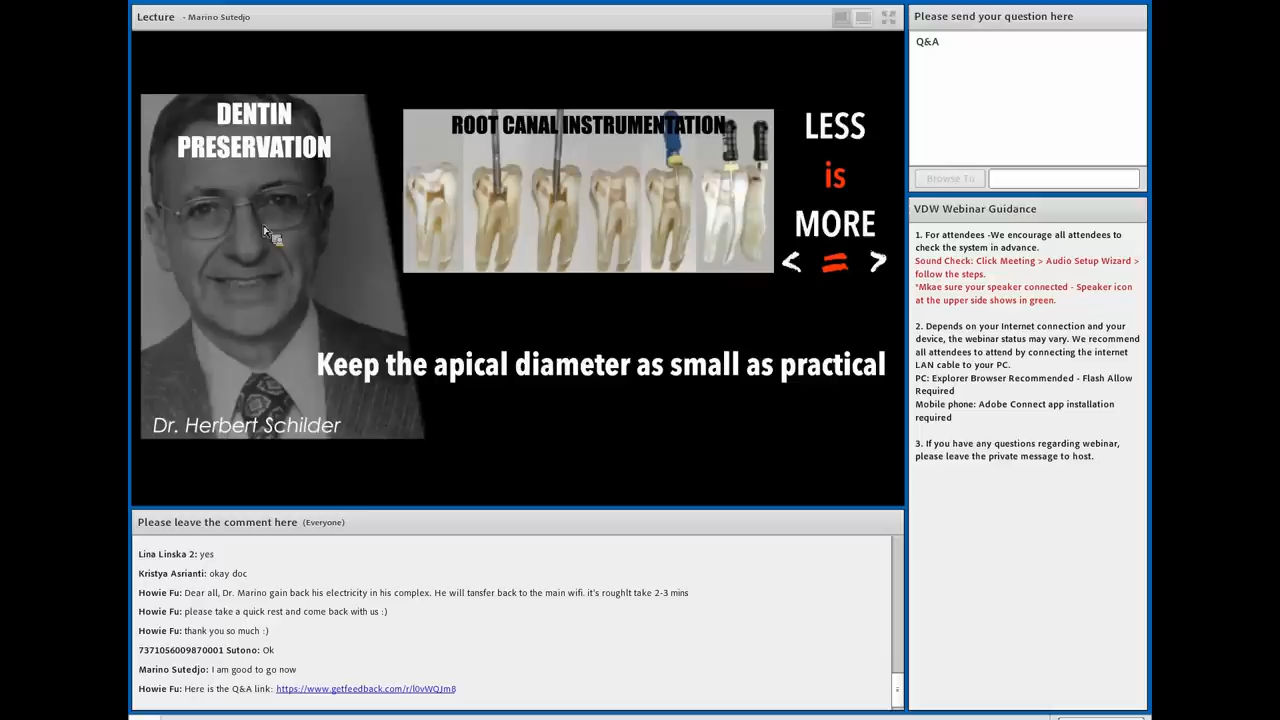 Lecture - Marino Sutedjo
DENTIN
PRESERVATION
ROOT CANAL INSTRUMENTATION
LESS
is
MORE
< = >
Keep the apical diameter as small as practical
Dr. Herbert Schilder
Please leave the comment here (Everyone)
Lina Linska 2: yes
Kristya Asrianti: okay doc
Howie Fu: Dear all, Dr. Marino gain back his electricity in his complex. He will tansfer back to the main wifi. it's roughlt take 2-3 mins
Howie Fu: please take a quick rest and come back with us :)
Howie Fu: thank you so much :)
7371056009870001 Sutono: Ok
Marino Sutedjo: I am good to go now
Howie Fu: Here is the Q&A link: https://www.getfeedback.com/r/l0vWQJm8
Please send your question here
Q&A
Browse To
VDW Webinar Guidance
1. For attendees -We encourage all attendees to
check the system in advance.
Sound Check: Click Meeting > Audio Setup Wizard >
follow the steps.
*Mkae sure your speaker connected - Speaker icon
at the upper side shows in green.
2. Depends on your Internet connection and your
device, the webinar status may vary. We recommend
all attendees to attend by connecting the internet
LAN cable to your PC.
PC: Explorer Browser Recommended - Flash Allow
Required
Mobile phone: Adobe Connect app installation
required
3. If you have any questions regarding webinar,
please leave the private message to host.